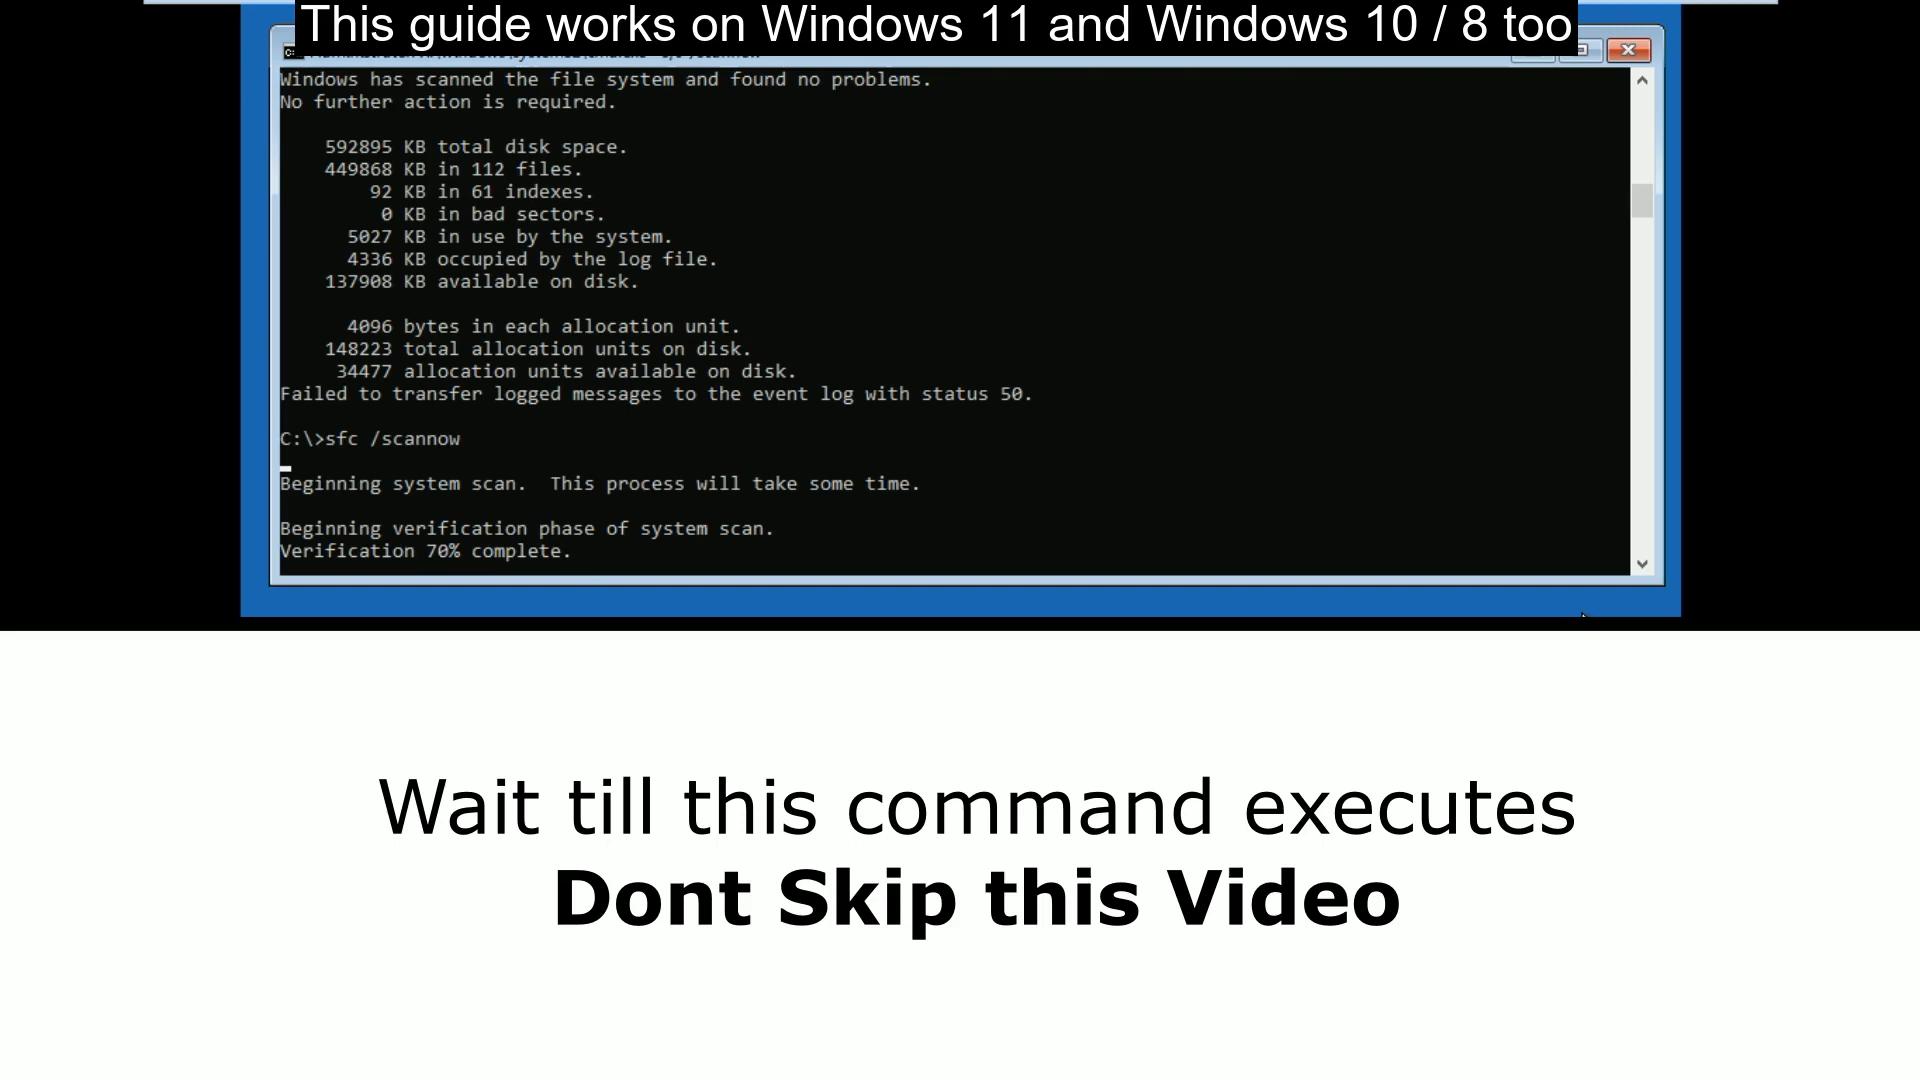 This guide works on Windows 11 and Windows 10 / 8 too
Windows has scanned the file system and found no problems.
No further action is required.
592895 KB total disk space.
449868 KB in 112 files.
92 KB in 61 indexes.
0 KB in bad sectors.
5027 KB in use by the system.
4336 KB occupied by the log file.
137908 KB available on disk.
4096 bytes in each allocation unit.
148223 total allocation units on disk.
34477 allocation units available on disk.
Failed to transfer logged messages to the event log with status 50.
C:\>sfc /scannow
Beginning system scan.  This process will take some time.
Beginning verification phase of system scan.
Verification 70% complete.
Wait till this command executes
Dont Skip this Video